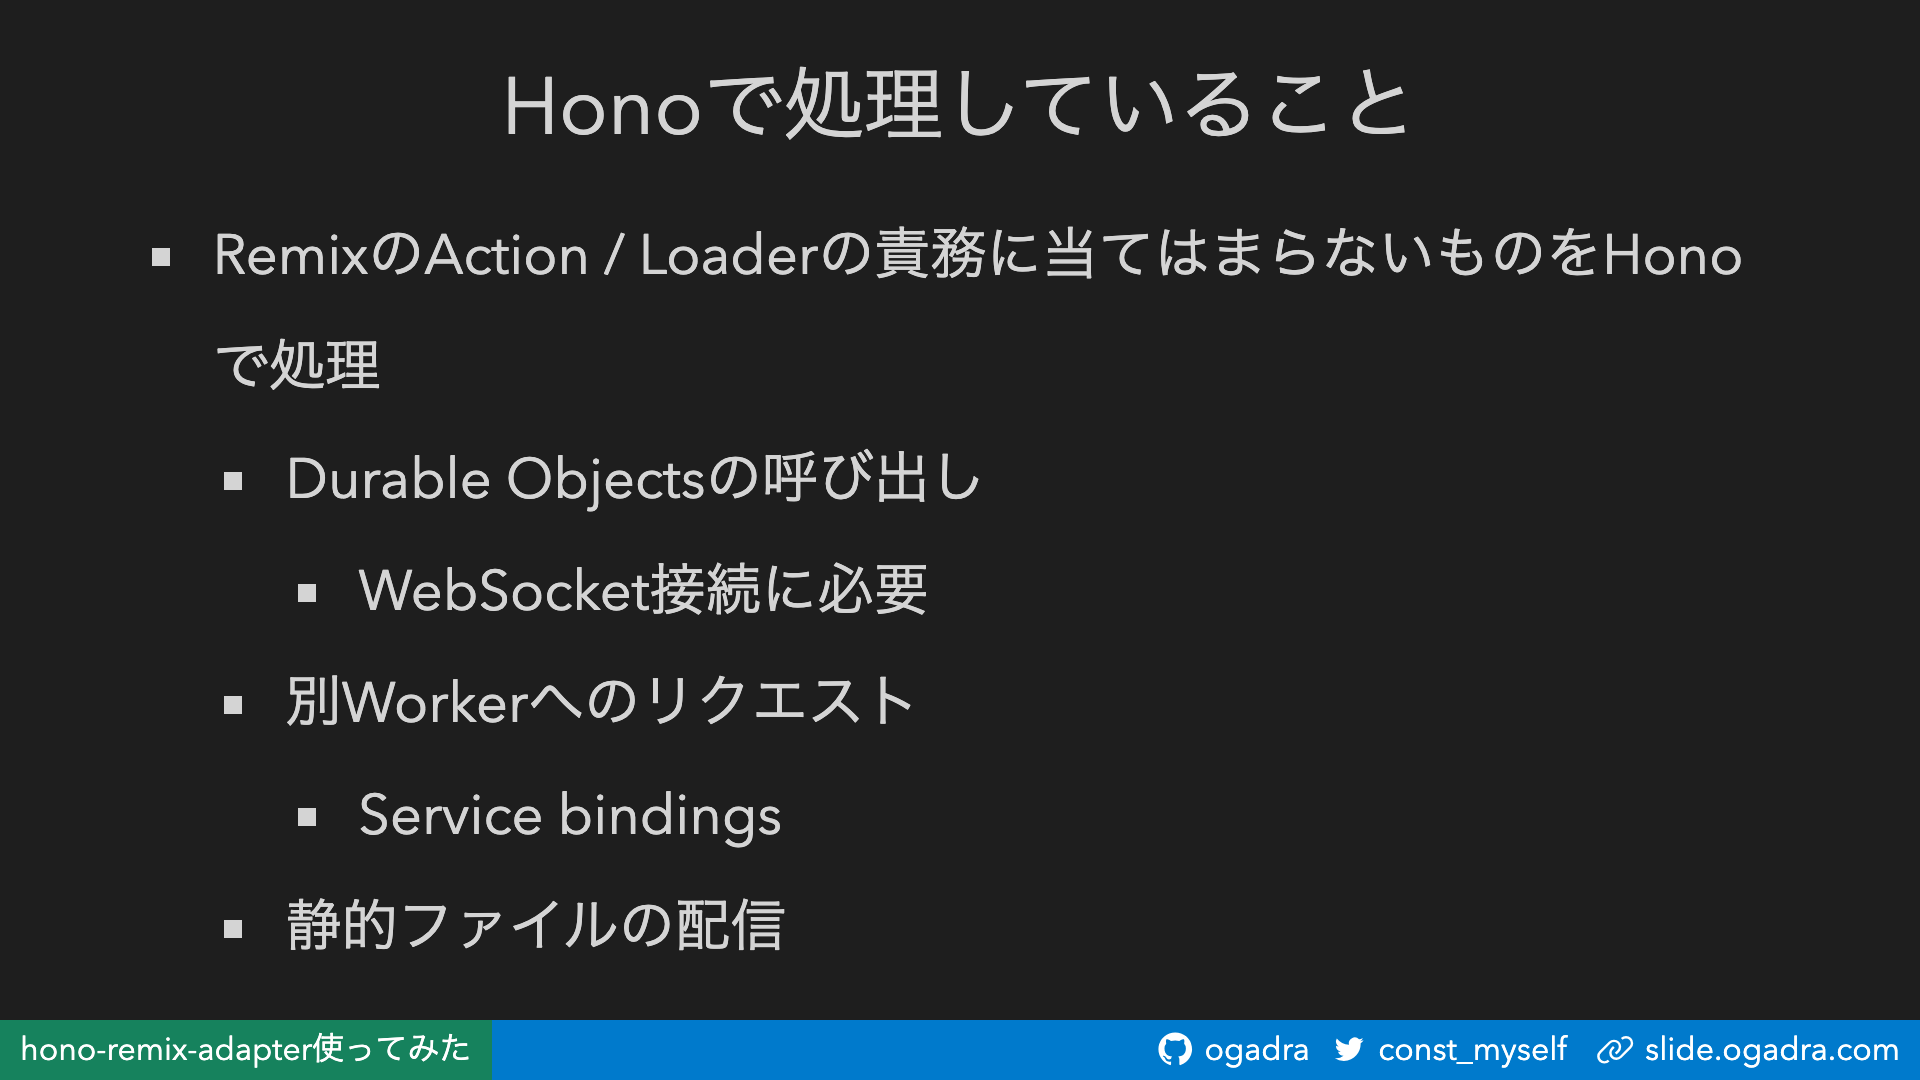 Honoで処理していること
RemixのAction / Loaderの責務に当てはまらないものをHono
で処理
Durable Objectsの呼び出し
WebSocket接続に必要
別Workerへのリクエスト
Service bindings
静的ファイルの配信
hono-remix-adapter使ってみた
ogadra const_myself slide.ogadra.com